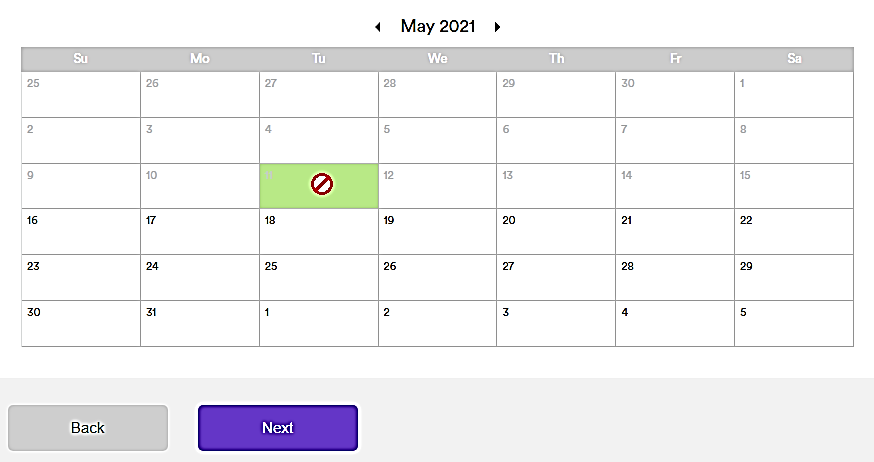 May 2021
Su Mo Tu We Th Fr Sa
25 26 27 28 29 30 1
2 3 4 5 6 7 8
9 10 11 12 13 14 15
16 17 18 19 20 21 22
23 24 25 26 27 28 29
30 31 1 2 3 4 5
Back Next